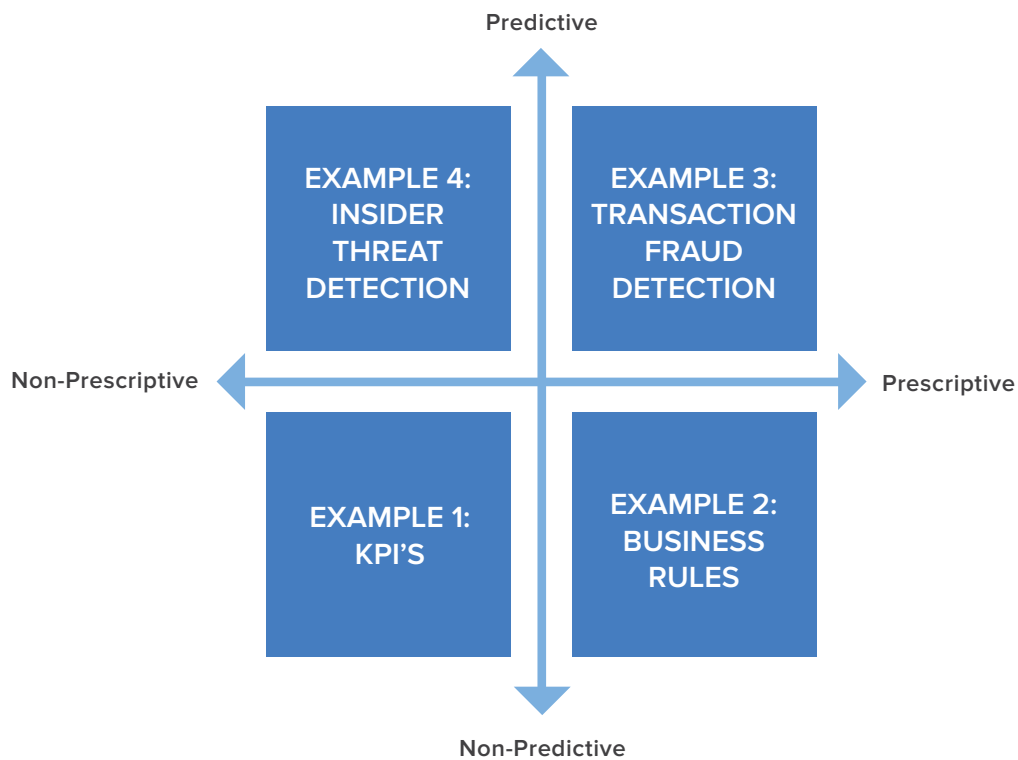 Predictive
EXAMPLE 4:
INSIDER
THREAT
DETECTION
EXAMPLE 3:
TRANSACTION
FRAUD
DETECTION
Non-Prescriptive
Prescriptive
EXAMPLE 1:
KPI’S
EXAMPLE 2:
BUSINESS
RULES
Non-Predictive